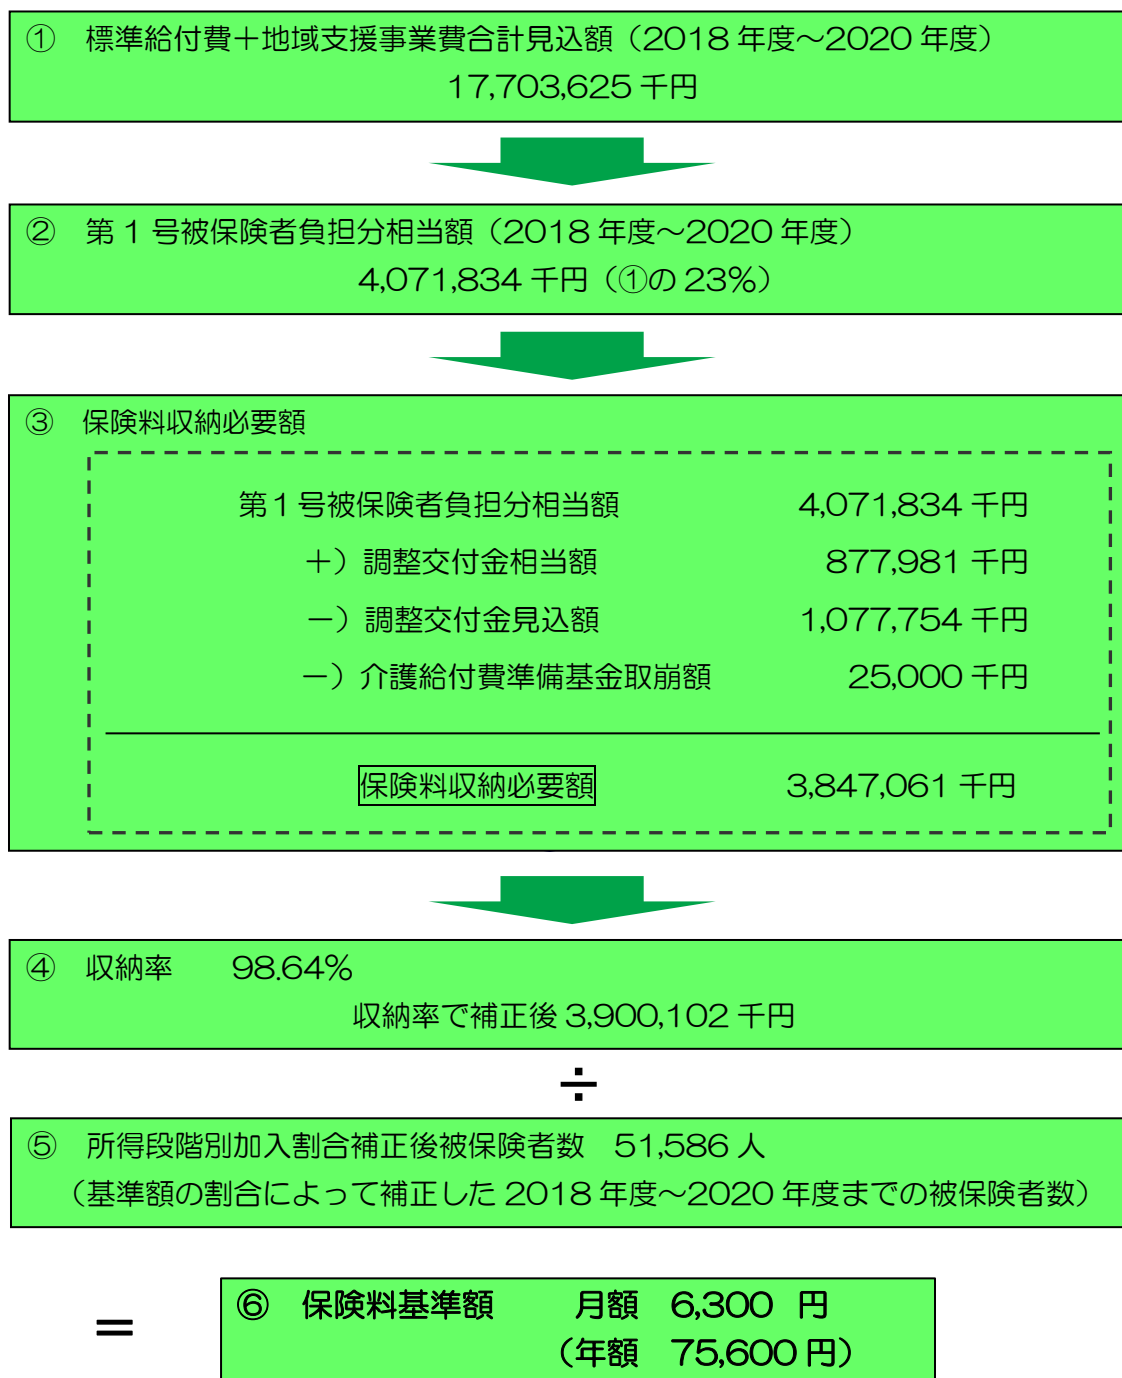 ① 標準給付費＋地域支援事業費合計見込額（2018 年度～2020 年度）
17,703,625 千円
② 第 1 号被保険者負担分相当額（2018 年度～2020 年度）
4,071,834 千円（①の 23%）
③ 保険料収納必要額
第１号被保険者負担分相当額 4,071,834 千円
＋）調整交付金相当額 877,981 千円
－）調整交付金見込額 1,077,754 千円
－）介護給付費準備基金取崩額 25,000 千円
保険料収納必要額 3,847,061 千円
④ 収納率 98.64%
収納率で補正後 3,900,102 千円
÷
⑤ 所得段階別加入割合補正後被保険者数 51,586 人
（基準額の割合によって補正した 2018 年度～2020 年度までの被保険者数）
＝ ⑥ 保険料基準額 月額 6,300 円
（年額 75,600 円）